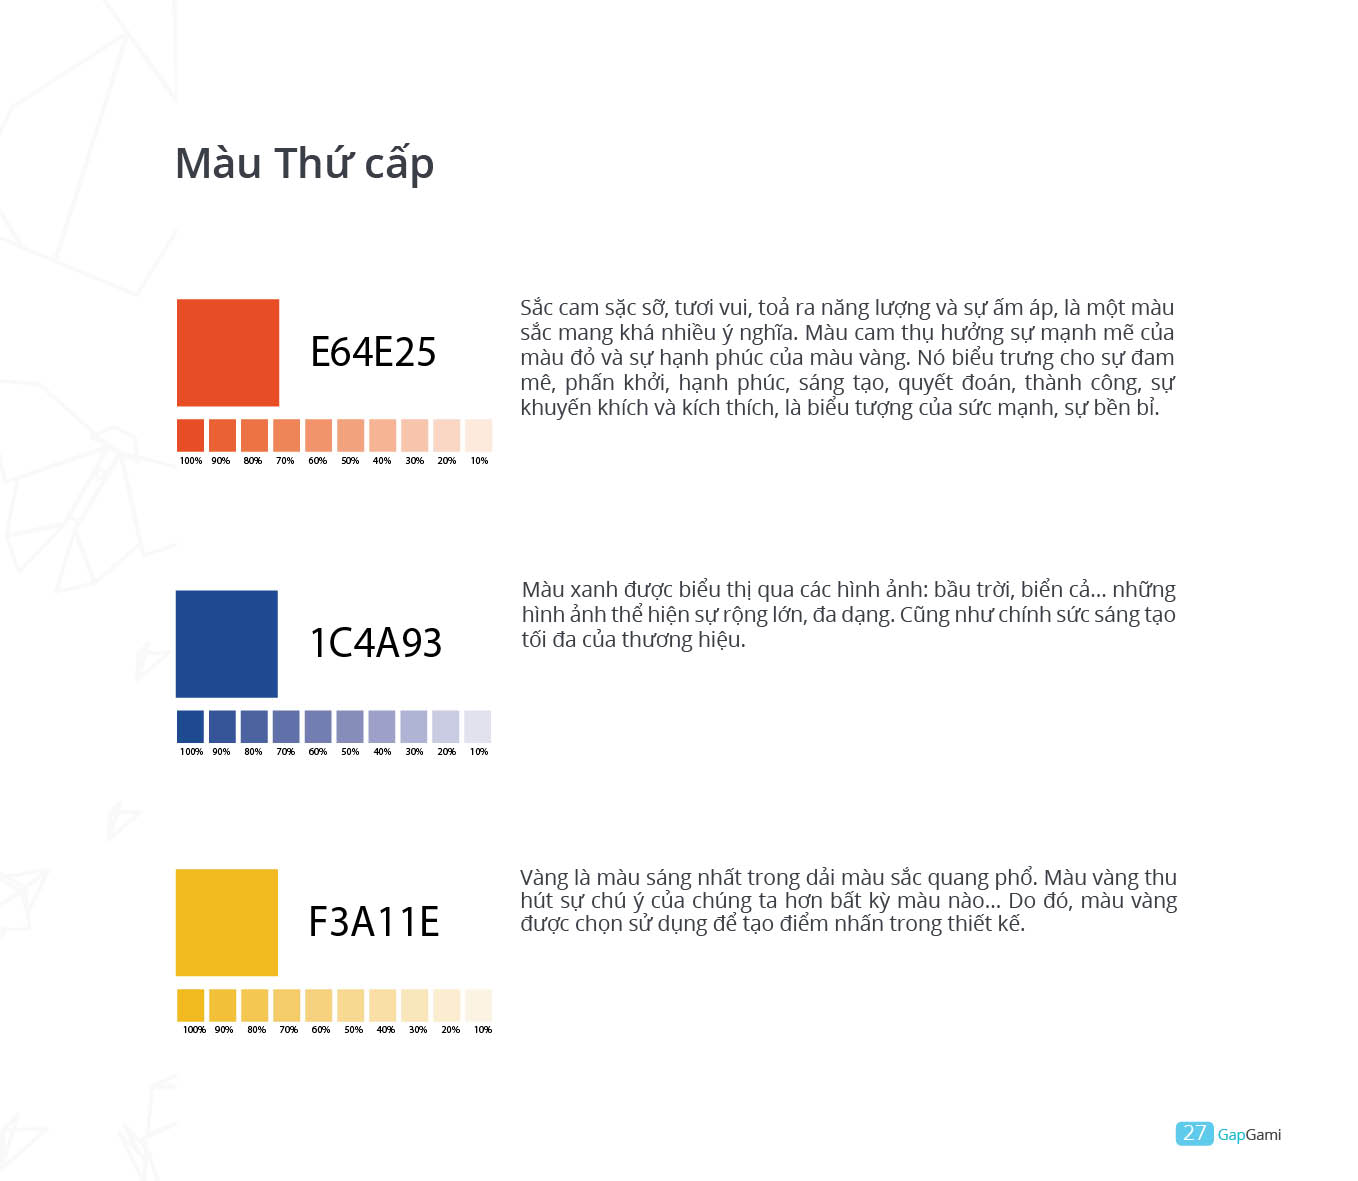 Màu Thứ cấp
E64E25
100% 90% 80% 70% 60% 50% 40% 30% 20% 10%
Sắc cam sặc sỡ, tươi vui, toả ra năng lượng và sự ấm áp, là một màu
sắc mang khá nhiều ý nghĩa. Màu cam thụ hưởng sự mạnh mẽ của
màu đỏ và sự hạnh phúc của màu vàng. Nó biểu trưng cho sự đam
mê, phấn khởi, hạnh phúc, sáng tạo, quyết đoán, thành công, sự
khuyến khích và kích thích, là biểu tượng của sức mạnh, sự bền bỉ.
1C4A93
100% 90% 80% 70% 60% 50% 40% 30% 20% 10%
Màu xanh được biểu thị qua các hình ảnh: bầu trời, biển cả... những
hình ảnh thể hiện sự rộng lớn, đa dạng. Cũng như chính sức sáng tạo
tối đa của thương hiệu.
F3A11E
100% 90% 80% 70% 60% 50% 40% 30% 20% 10%
Vàng là màu sáng nhất trong dải màu sắc quang phổ. Màu vàng thu
hút sự chú ý của chúng ta hơn bất kỳ màu nào... Do đó, màu vàng
được chọn sử dụng để tạo điểm nhấn trong thiết kế.
27 GapGami